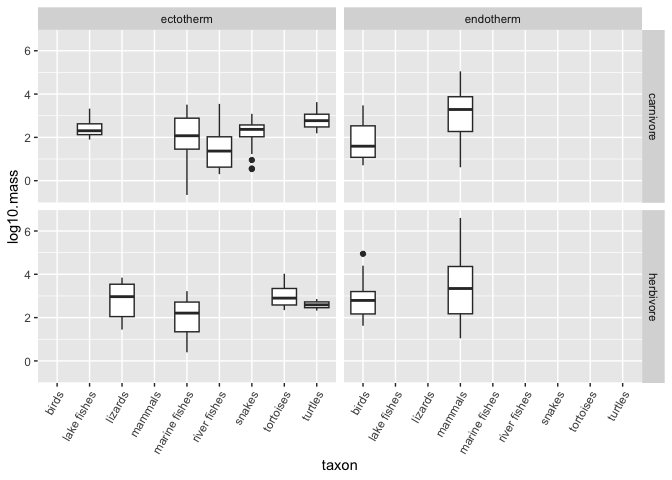 ectotherm endotherm
6
4
2
0
carnivore
log10.mass
6
4
2
0
herbivore
birds lake fishes lizards mammals marine fishes river fishes snakes tortoises turtles birds lake fishes lizards mammals marine fishes river fishes snakes tortoises turtles
taxon